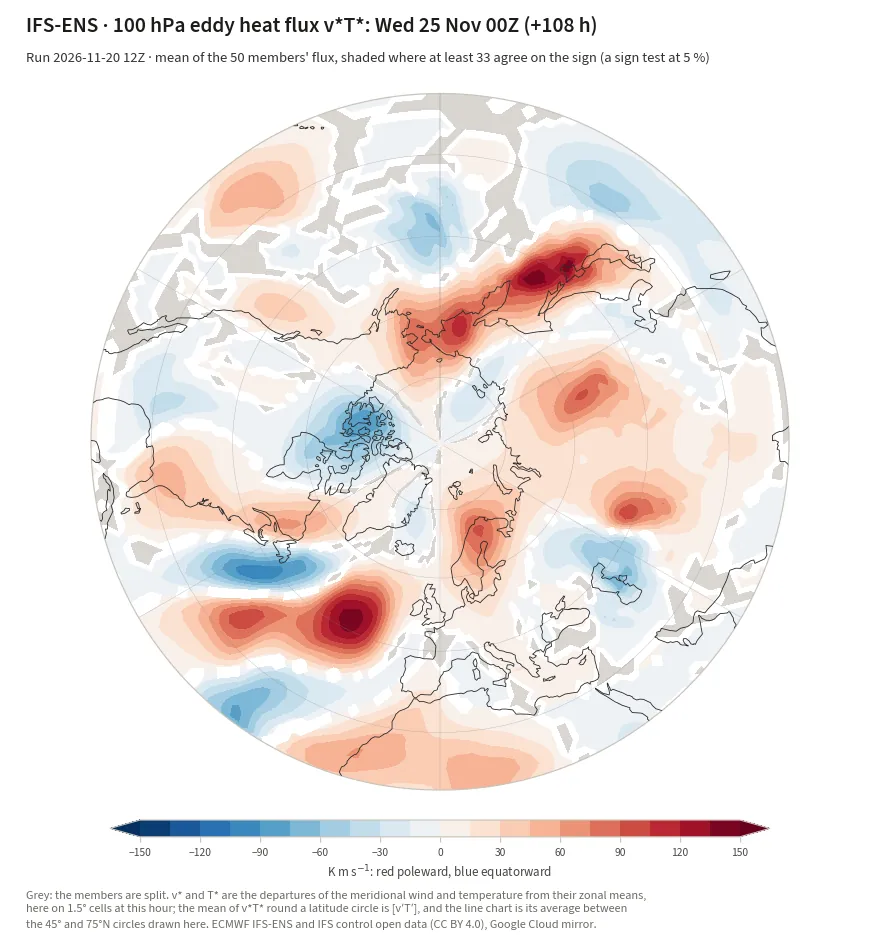 IFS-ENS · 100 hPa eddy heat flux v*T*: Wed 25 Nov 00Z (+108 h)
Run 2026-11-20 12Z · mean of the 50 members' flux, shaded where at least 33 agree on the sign (a sign test at 5 %)
−150 −120 −90 −60 −30 0 30 60 90 120 150
K m s⁻¹: red poleward, blue equatorward
Grey: the members are split. v* and T* are the departures of the meridional wind and temperature from their zonal means,
here on 1.5° cells at this hour; the mean of v*T* round a latitude circle is [v′T′], and the line chart is its average between
the 45° and 75°N circles drawn here. ECMWF IFS-ENS and IFS control open data (CC BY 4.0), Google Cloud mirror.